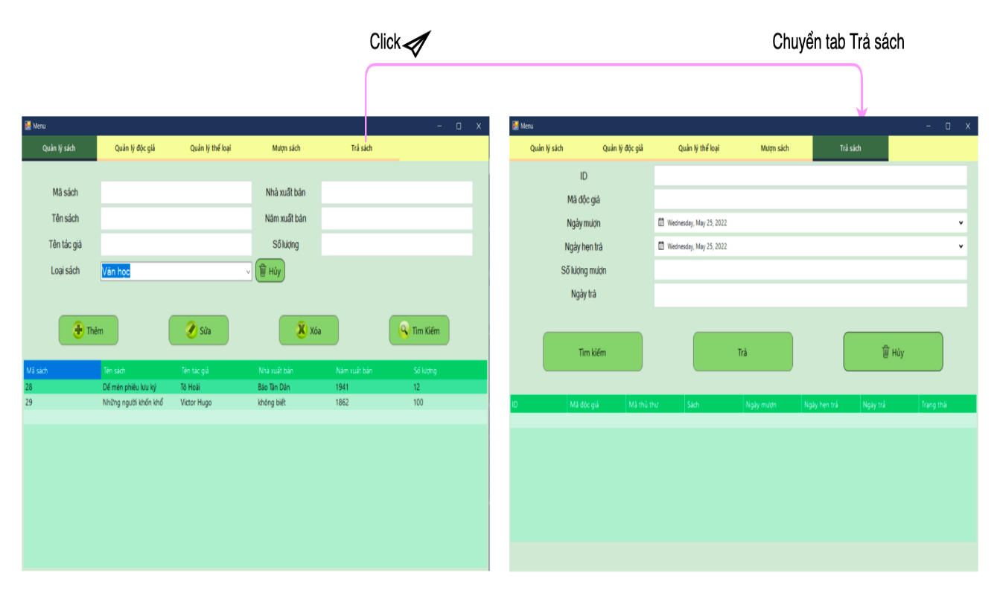 Click
Chuyển tab Trả sách
Menu
Quản lý sách Quản lý độc giả Quản lý thể loại Mượn sách Trả sách
Mã sách Nhà xuất bản
Tên sách Năm xuất bản
Tên tác giả Số lượng
Loại sách Văn học Hủy
Thêm Sửa Xóa Tìm Kiếm
Mã sách Tên sách Tên tác giả Nhà xuất bản Năm xuất bản Số lượng
28 Dế mèn phiêu lưu ký Tô Hoài Báo Tân Dân 1941 12
29 Những người khốn khổ Victor Hugo không biết 1862 100
Menu
Quản lý sách Quản lý độc giả Quản lý thể loại Mượn sách Trả sách
ID
Mã độc giả
Ngày mượn Wednesday, May 25, 2022
Ngày hẹn trả Wednesday, May 25, 2022
Số lượng mượn
Ngày trả
Tìm kiếm Trả Hủy
ID Mã độc giả Mã thủ thư Sách Ngày mượn Ngày hẹn trả Ngày trả Trạng thái